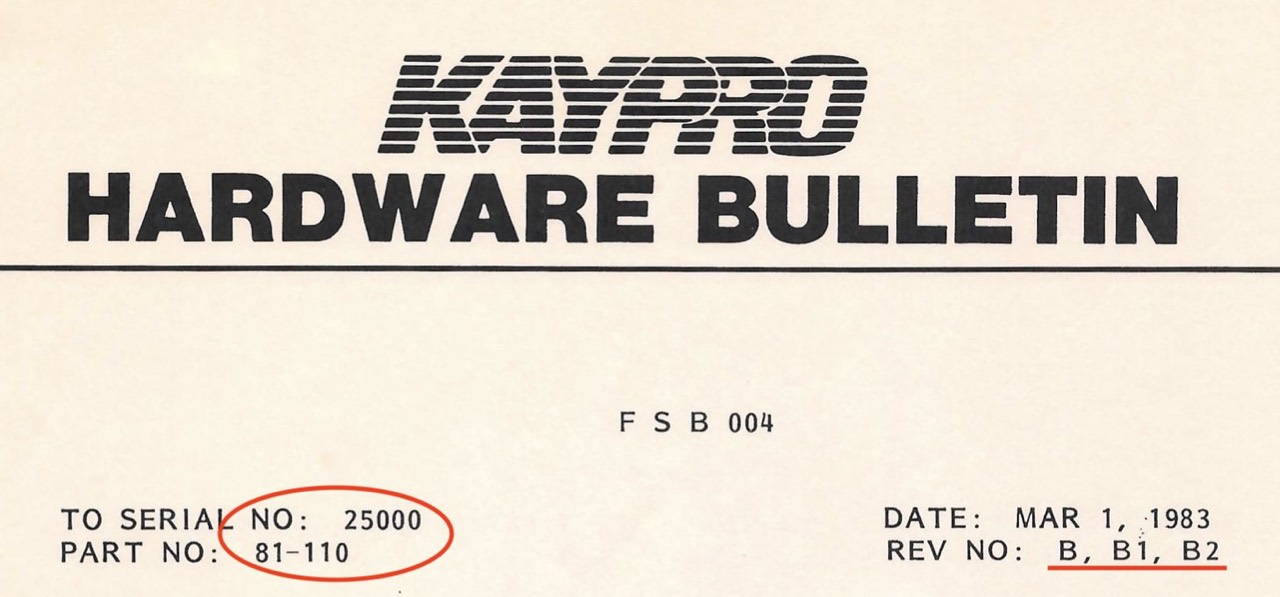 KAYPRO
HARDWARE BULLETIN
F S B 004
TO SERIAL NO: 25000
PART NO: 81-110
DATE: MAR 1, 1983
REV NO: B, B1, B2